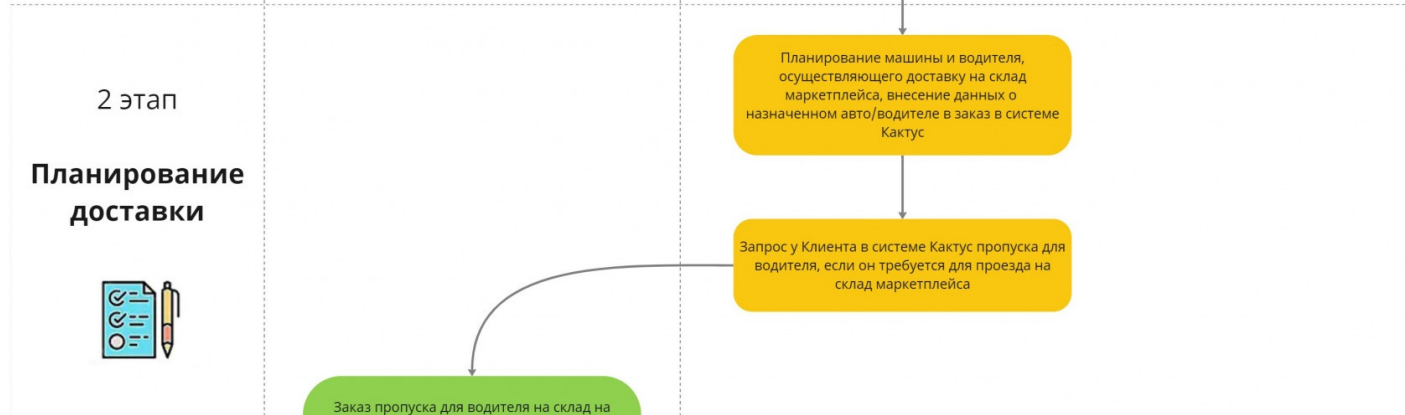 2 этап
Планирование
доставки
Планирование машины и водителя,
осуществляющего доставку на склад
маркетплейса, внесение данных о
назначенном авто/водителе в заказ в системе
Кактус
Запрос у Клиента в системе Кактус пропуска для
водителя, если он требуется для проезда на
склад маркетплейса
Заказ пропуска для водителя на склад на